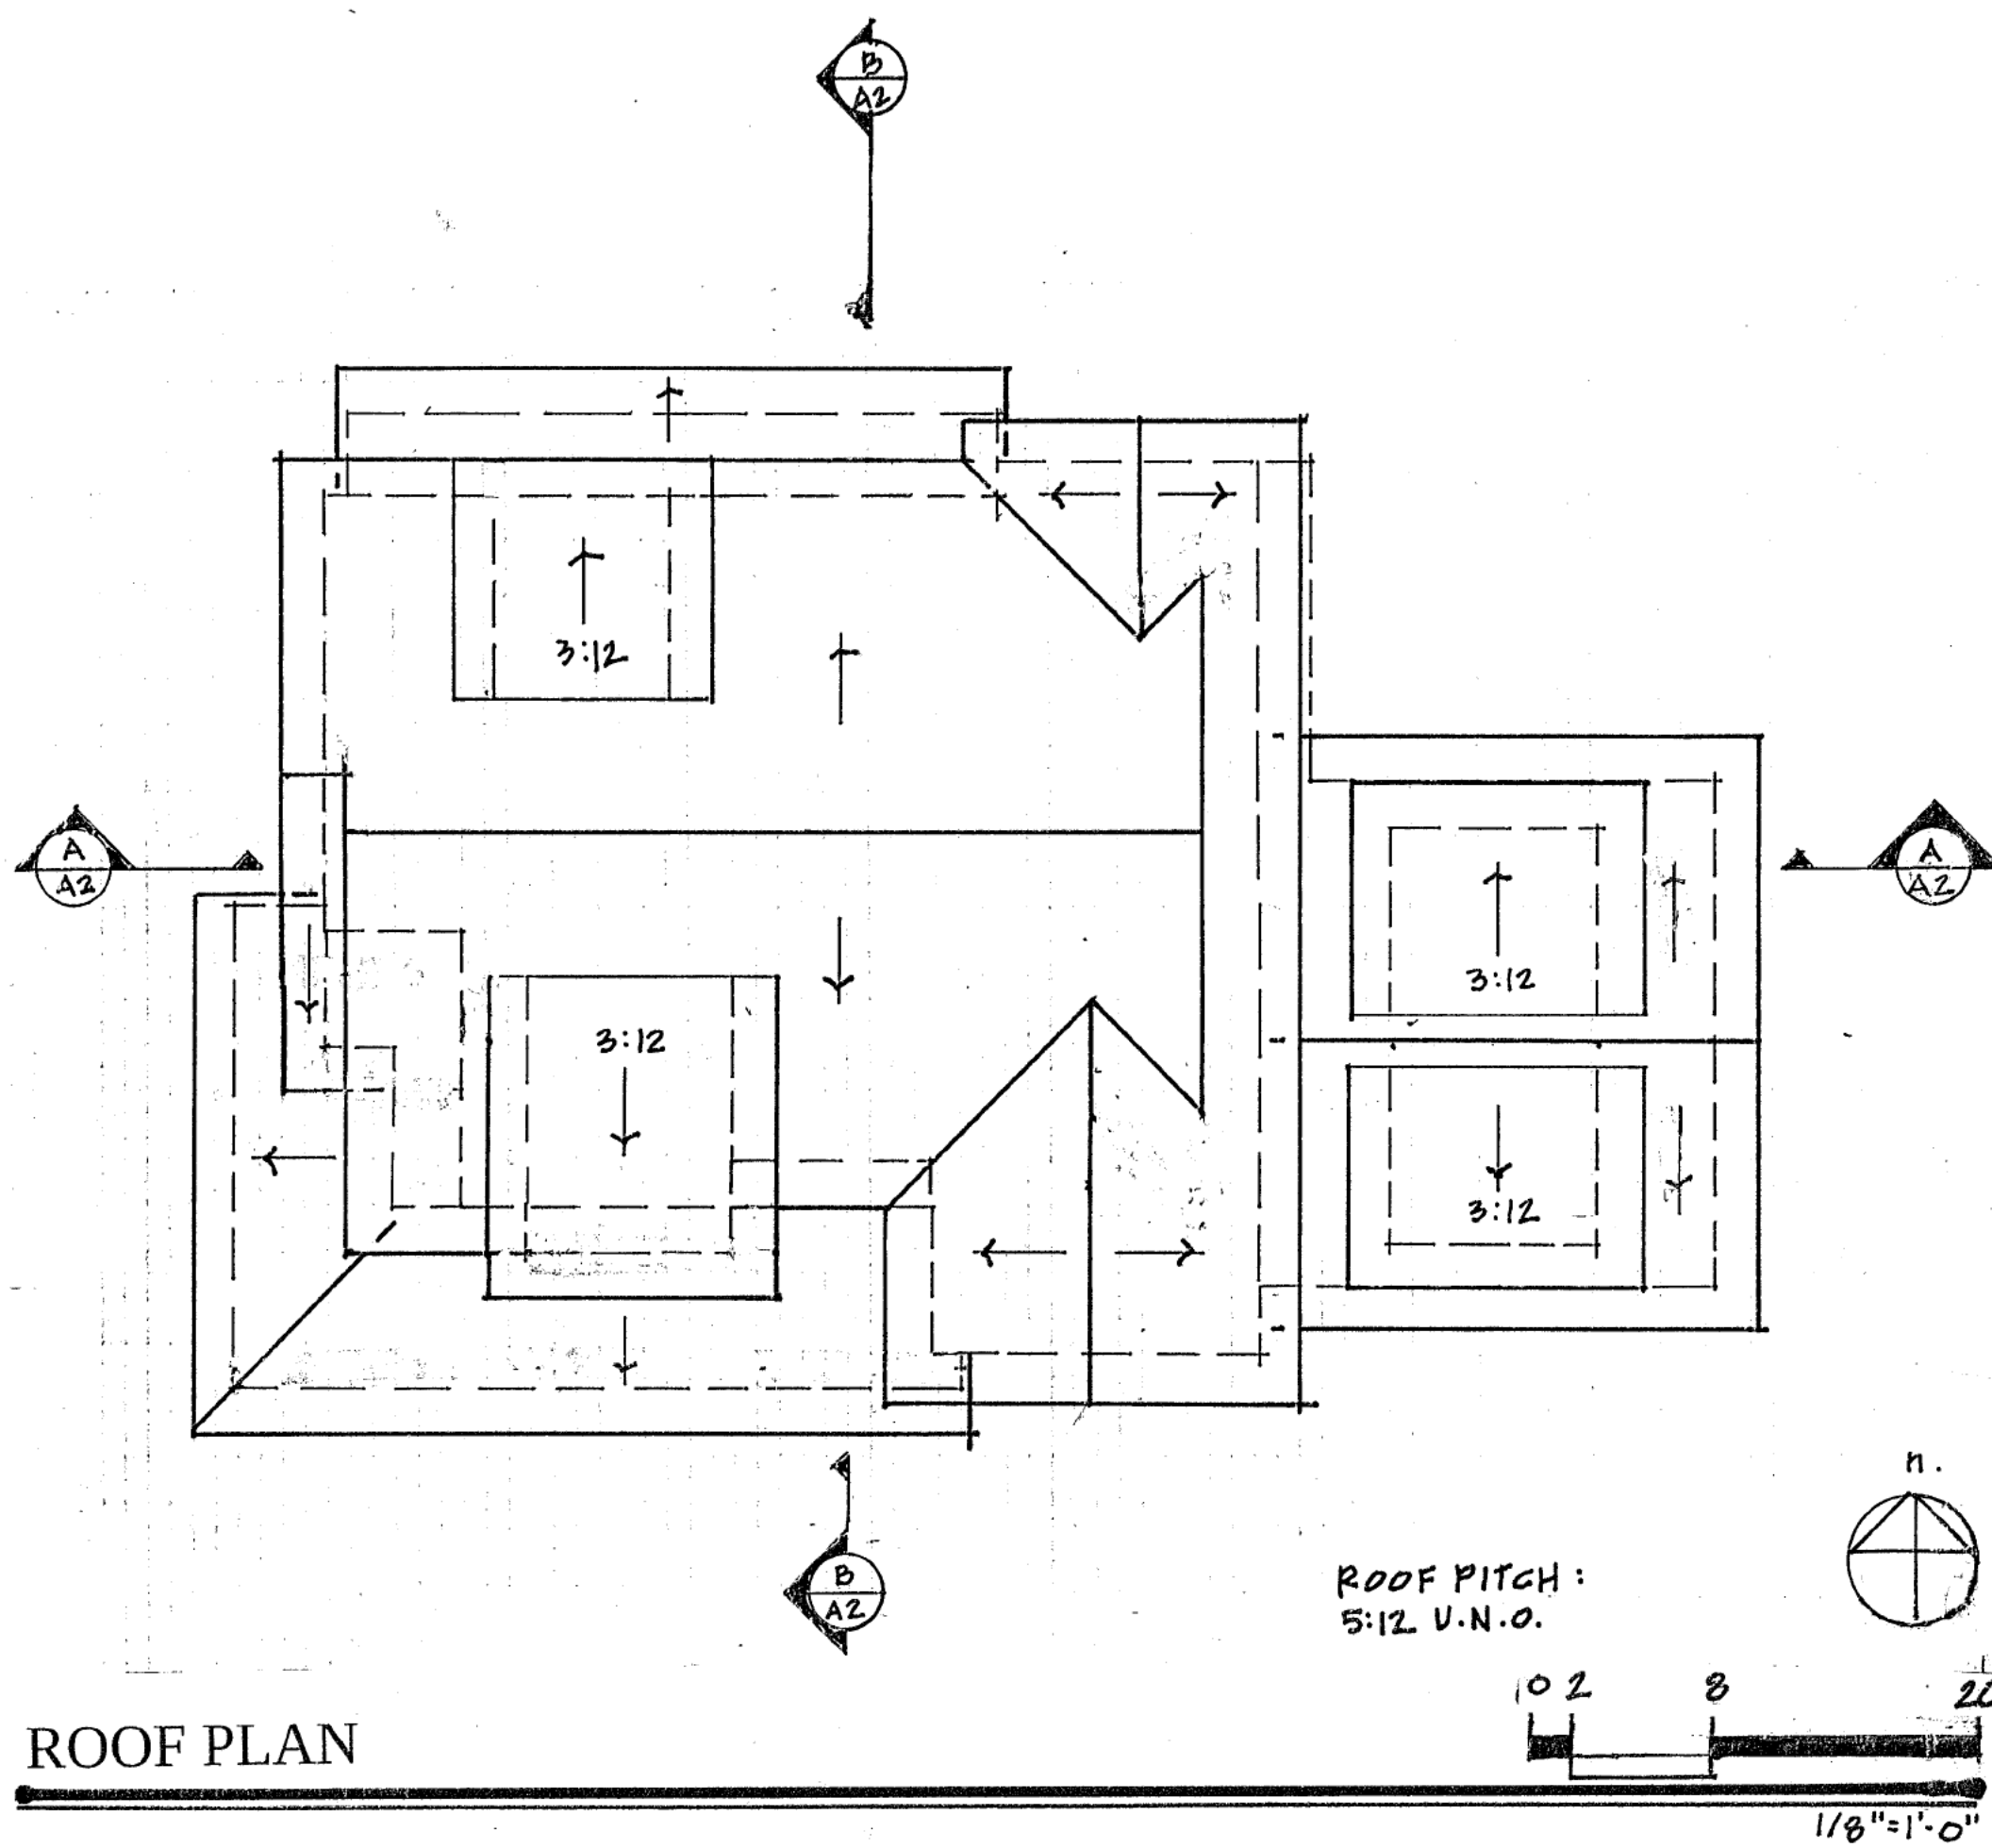 B
A2
3:12
A
A2
A
A2
3:12
3:12
3:12
B
A2
n.
ROOF PITCH:
5:12 U.N.O.
0 2 8
ROOF PLAN
1/8"=1'-0"